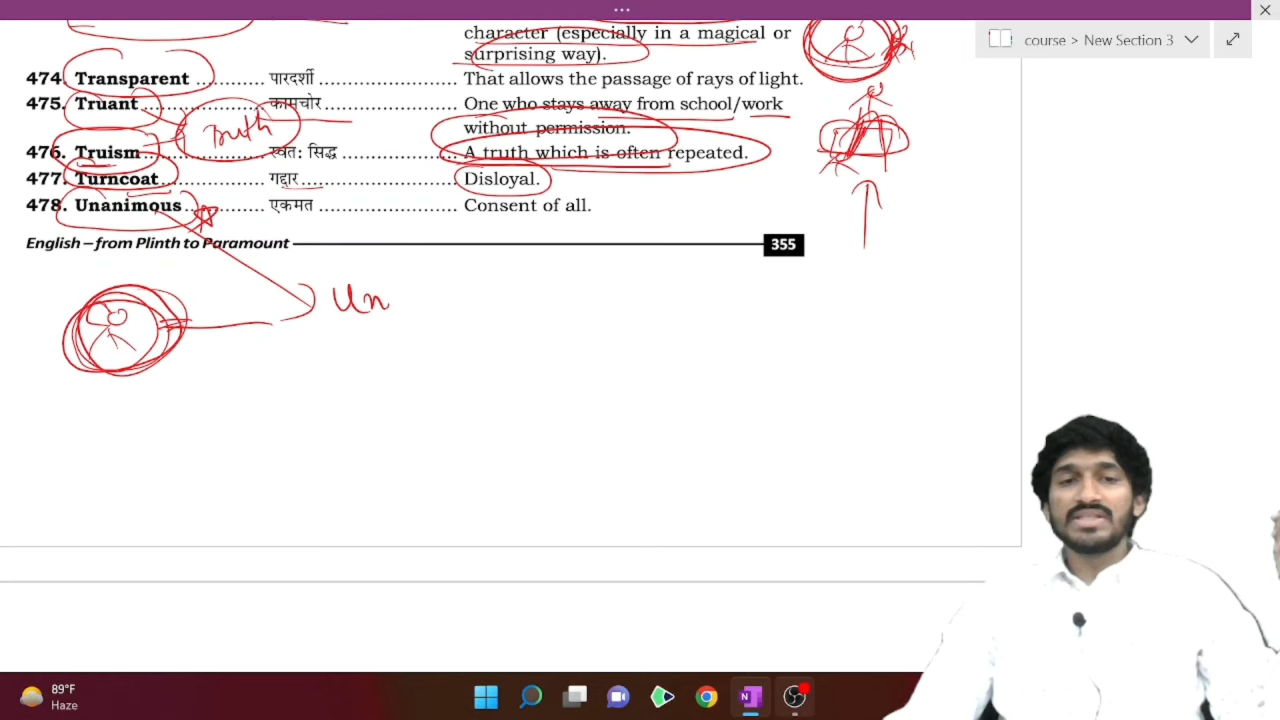 character (especially in a magical or
surprising way).
474. Transparent .............. पारदर्शी ...................... That allows the passage of rays of light.
475. Truant ...................... कामचोर ...................... One who stays away from school/work
without permission.
476. Truism ...................... स्वत: सिद्ध ................... A truth which is often repeated.
477. Turncoat .................. गद्दार .......................... Disloyal.
478. Unanimous .............. एकमत ......................... Consent of all.
Truth
English – from Plinth to Paramount 355
Un
course > New Section 3
89°F
Haze